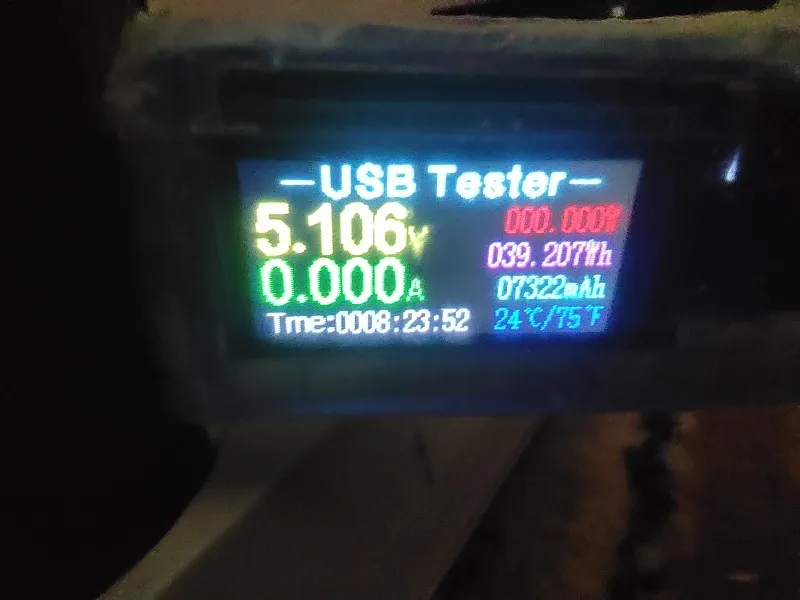 —USB Tester—
5.106V 000.000W
039.207Wh
0.000A 07322mAh
Tme:0008:23:52 24℃/75℉